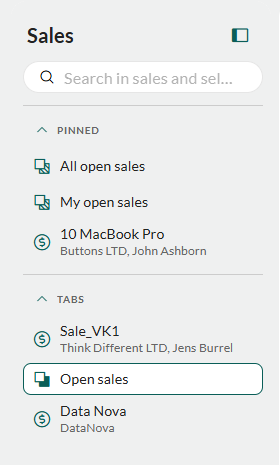 Sales
Search in sales and sel...
PINNED
All open sales
My open sales
10 MacBook Pro
Buttons LTD, John Ashborn
TABS
Sale_VK1
Think Different LTD, Jens Burrel
Open sales
Data Nova
DataNova